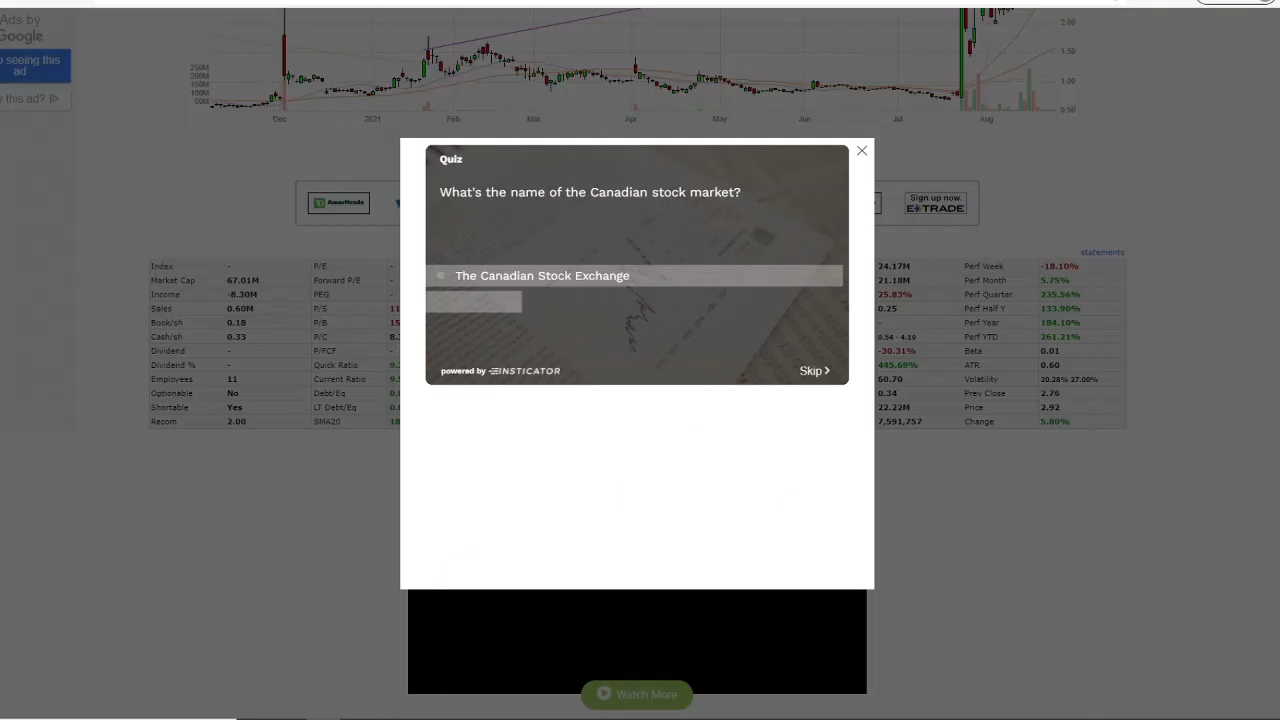 Ads by
Google
seeing this
ad
this ad?
2.00
1.50
1.00
0.50
250M
200M
150M
100M
50M
Dec
2021
Feb
Mar
Apr
May
Jun
Jul
Aug
Quiz
What's the name of the Canadian stock market?
The Canadian Stock Exchange
powered by INSTICATOR
Skip
Ameritrade
Sign up now.
E*TRADE
statements
Index - P/E - 24.17M Perf Week -18.10%
Market Cap 67.01M Forward P/E - 21.18M Perf Month 5.75%
Income -8.30M PEG - 25.83% Perf Quarter 235.56%
Sales 0.60M P/S 11 0.25 Perf Half Y 133.90%
Book/sh 0.18 P/B 15 - Perf Year 184.10%
Cash/sh 0.33 P/C 8. 0.54 - 4.19 Perf YTD 261.21%
Dividend - P/FCF -30.31% Beta 0.01
Dividend % - Quick Ratio 445.69% ATR 0.60
Employees 11 Current Ratio 60.70 Volatility 20.28% 27.00%
Optionable No Debt/Eq 0.34 Prev Close 2.76
Shortable Yes LT Debt/Eq 22.22M Price 2.92
Recom 2.00 SMA20 18 7,591,757 Change 5.80%
Watch More